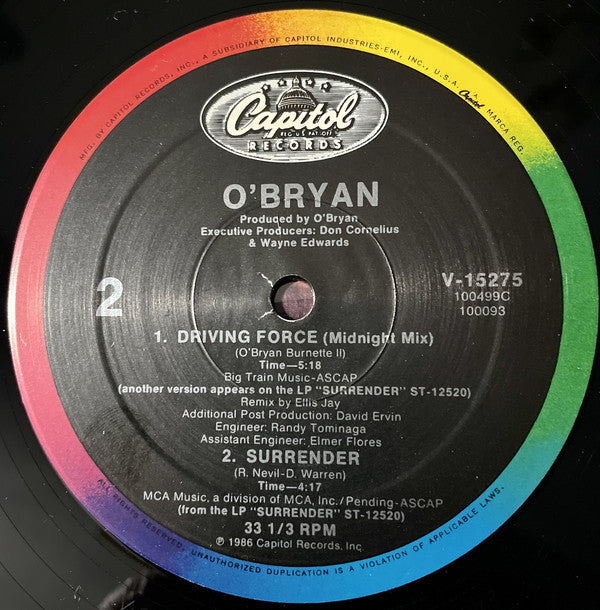 MFG. BY CAPITOL RECORDS, INC., A SUBSIDIARY OF CAPITOL INDUSTRIES-EMI, INC., U.S.A. Capitol MARCA REG.
Capitol
REG. U.S. PAT. OFF.
RECORDS
O'BRYAN
Produced by O'Bryan
Executive Producers: Don Cornelius
& Wayne Edwards
2
V-15275
100499C
100093
1. DRIVING FORCE (Midnight Mix)
(O'Bryan Burnette II)
Time—5:18
Big Train Music-ASCAP
(another version appears on the LP "SURRENDER" ST-12520)
Remix by Ellis Jay
Additional Post Production: David Ervin
Engineer: Randy Tominaga
Assistant Engineer: Elmer Flores
2. SURRENDER
(R. Nevil-D. Warren)
Time—4:17
MCA Music, a division of MCA, Inc./Pending-ASCAP
(from the LP "SURRENDER" ST-12520)
33 1/3 RPM
℗ 1986 Capitol Records, Inc.
ALL RIGHTS RESERVED. UNAUTHORIZED DUPLICATION IS A VIOLATION OF APPLICABLE LAWS.